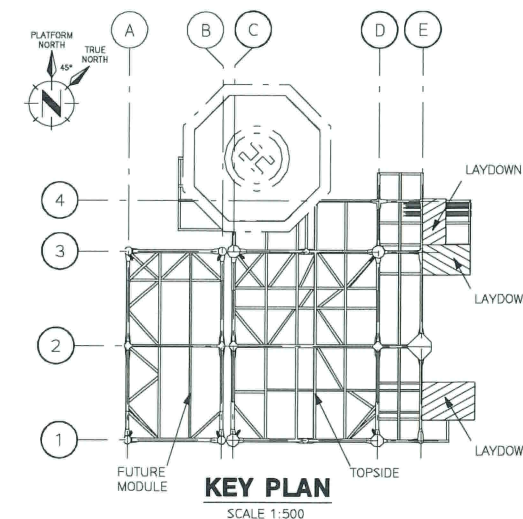 PLATFORM
NORTH
TRUE
NORTH
45°
N
A
B
C
D
E
4
3
2
1
LAYDOWN
LAYDOW
LAYDOW
FUTURE
MODULE
TOPSIDE
KEY PLAN
SCALE 1:500